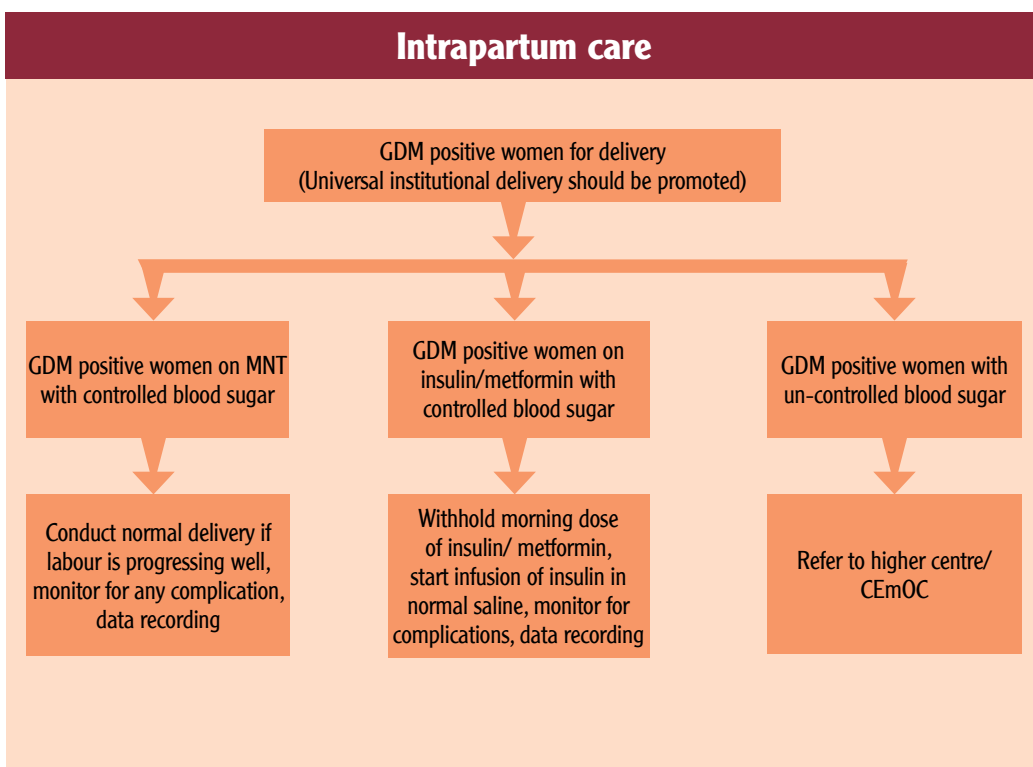 Intrapartum care
GDM positive women for delivery
(Universal institutional delivery should be promoted)
GDM positive women on MNT
with controlled blood sugar
GDM positive women on
insulin/metformin with
controlled blood sugar
GDM positive women with
un-controlled blood sugar
Conduct normal delivery if
labour is progressing well,
monitor for any complication,
data recording
Withhold morning dose
of insulin/ metformin,
start infusion of insulin in
normal saline, monitor for
complications, data recording
Refer to higher centre/
CEmOC